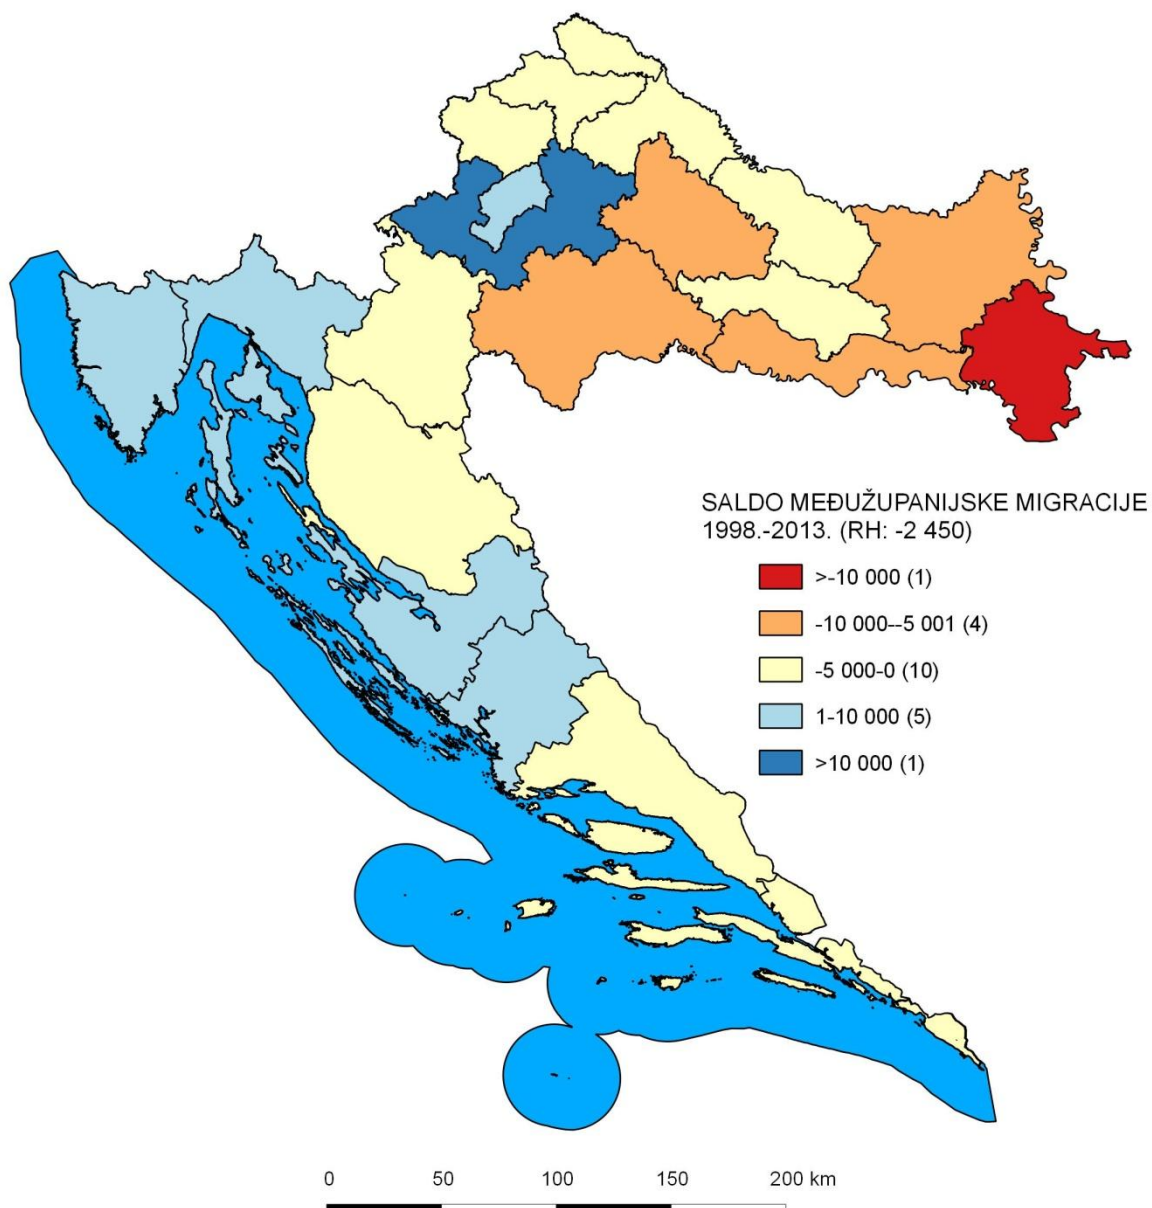 SALDO MEĐUŽUPANIJSKE MIGRACIJE
1998.-2013. (RH: -2 450)
>-10 000 (1)
-10 000--5 001 (4)
-5 000-0 (10)
1-10 000 (5)
>10 000 (1)
0 50 100 150 200 km